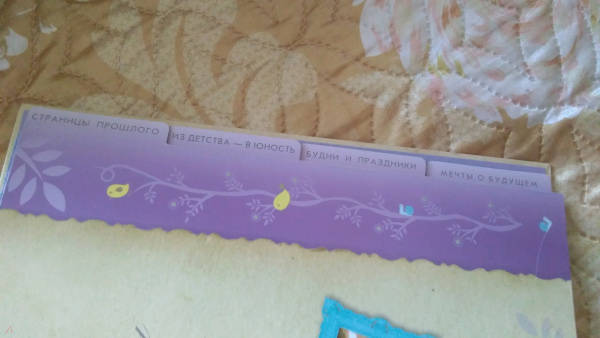 СТРАНИЦЫ ПРОШЛОГО
ИЗ ДЕТСТВА — В ЮНОСТЬ
БУДНИ И ПРАЗДНИКИ
МЕЧТЫ О БУДУЩЕМ